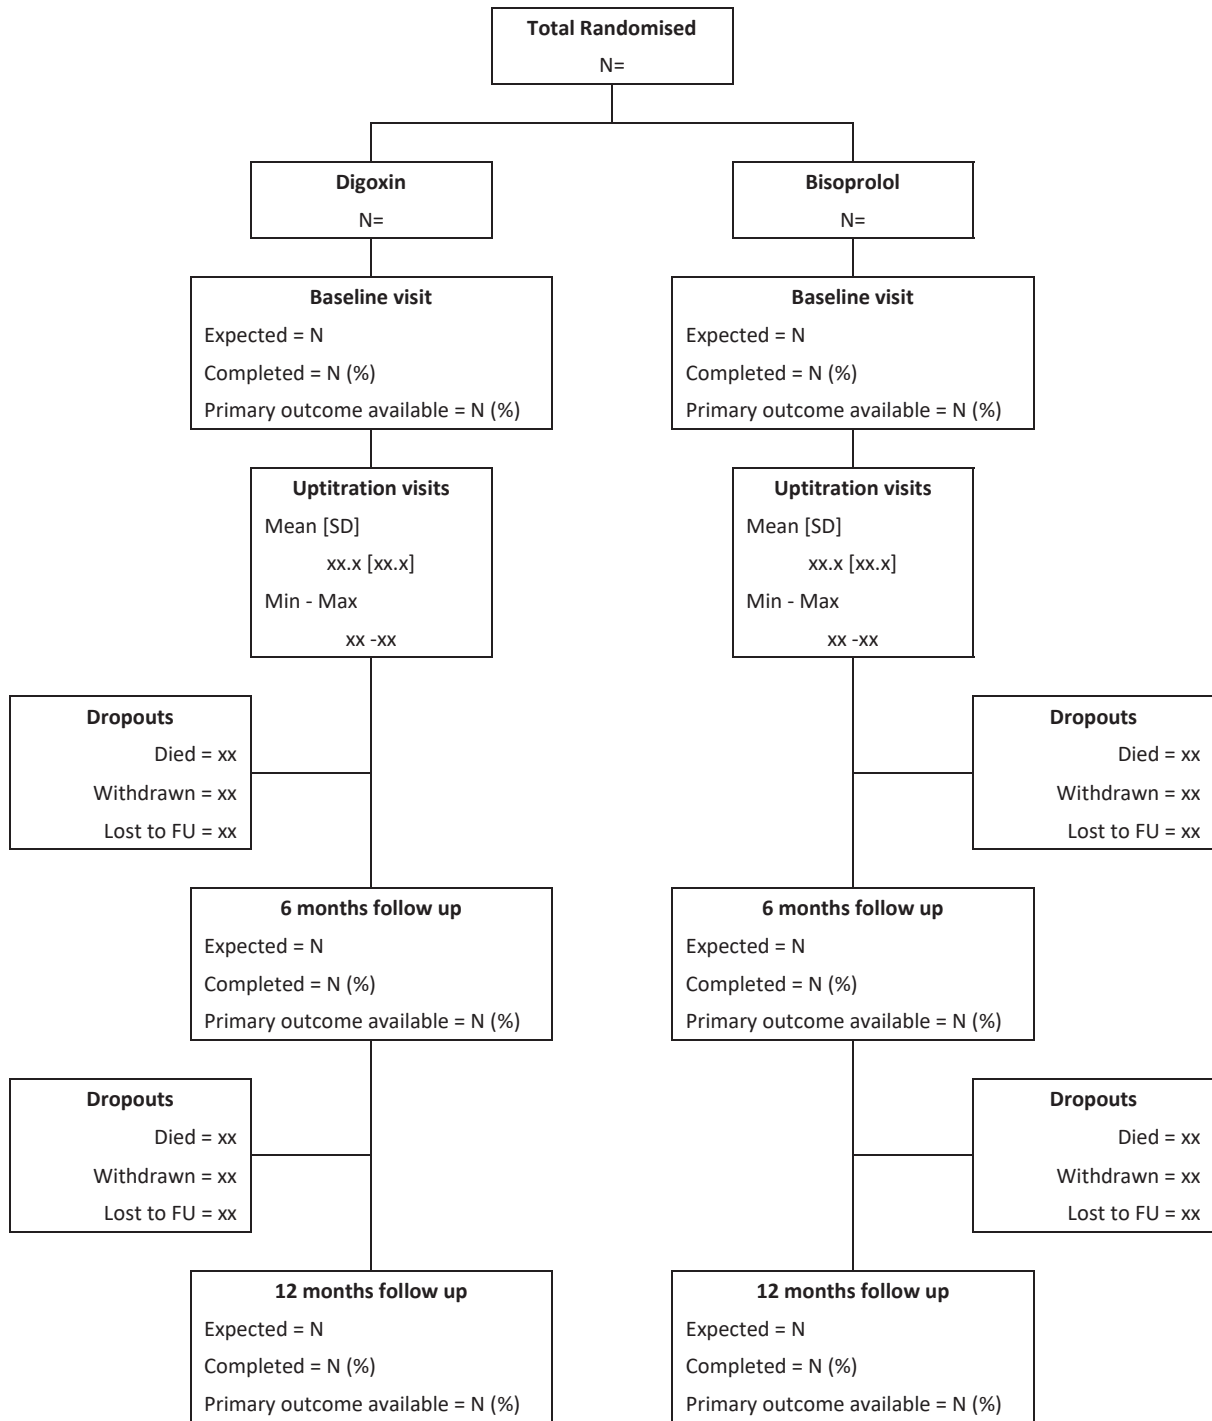 Total Randomised
N=
Digoxin
N=
Bisoprolol
N=
Baseline visit
Expected = N
Completed = N (%)
Primary outcome available = N (%)
Baseline visit
Expected = N
Completed = N (%)
Primary outcome available = N (%)
Uptitration visits
Mean [SD]
xx.x [xx.x]
Min - Max
xx -xx
Uptitration visits
Mean [SD]
xx.x [xx.x]
Min - Max
xx -xx
Dropouts
Died = xx
Withdrawn = xx
Lost to FU = xx
Dropouts
Died = xx
Withdrawn = xx
Lost to FU = xx
6 months follow up
Expected = N
Completed = N (%)
Primary outcome available = N (%)
6 months follow up
Expected = N
Completed = N (%)
Primary outcome available = N (%)
Dropouts
Died = xx
Withdrawn = xx
Lost to FU = xx
Dropouts
Died = xx
Withdrawn = xx
Lost to FU = xx
12 months follow up
Expected = N
Completed = N (%)
Primary outcome available = N (%)
12 months follow up
Expected = N
Completed = N (%)
Primary outcome available = N (%)